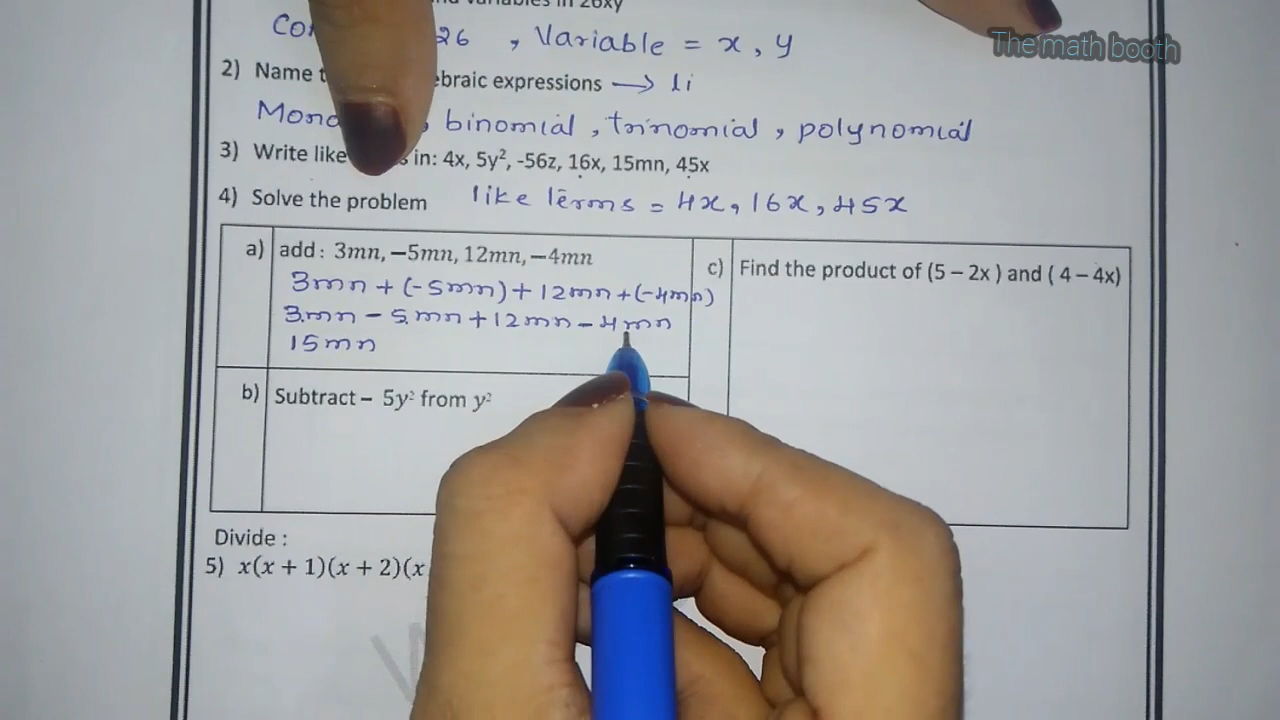 variables in 26xy
The math booth
26 , Variable = x, y
2) Name ebraic expressions → li
binomial, trinomial, polynomial
3) Write like in: 4x, 5y², -56z, 16x, 15mn, 45x
4) Solve the problem like terms = 4x, 16x, 45x
a) add : 3mn, −5mn, 12mn, −4mn
3mn + (-5mn) + 12mn + (-4mn)
3mn - 5mn + 12mn - 4mn
15mn
b) Subtract – 5y² from y²
c) Find the product of (5 – 2x ) and ( 4 – 4x)
Divide :
5) x(x + 1)(x + 2)(x